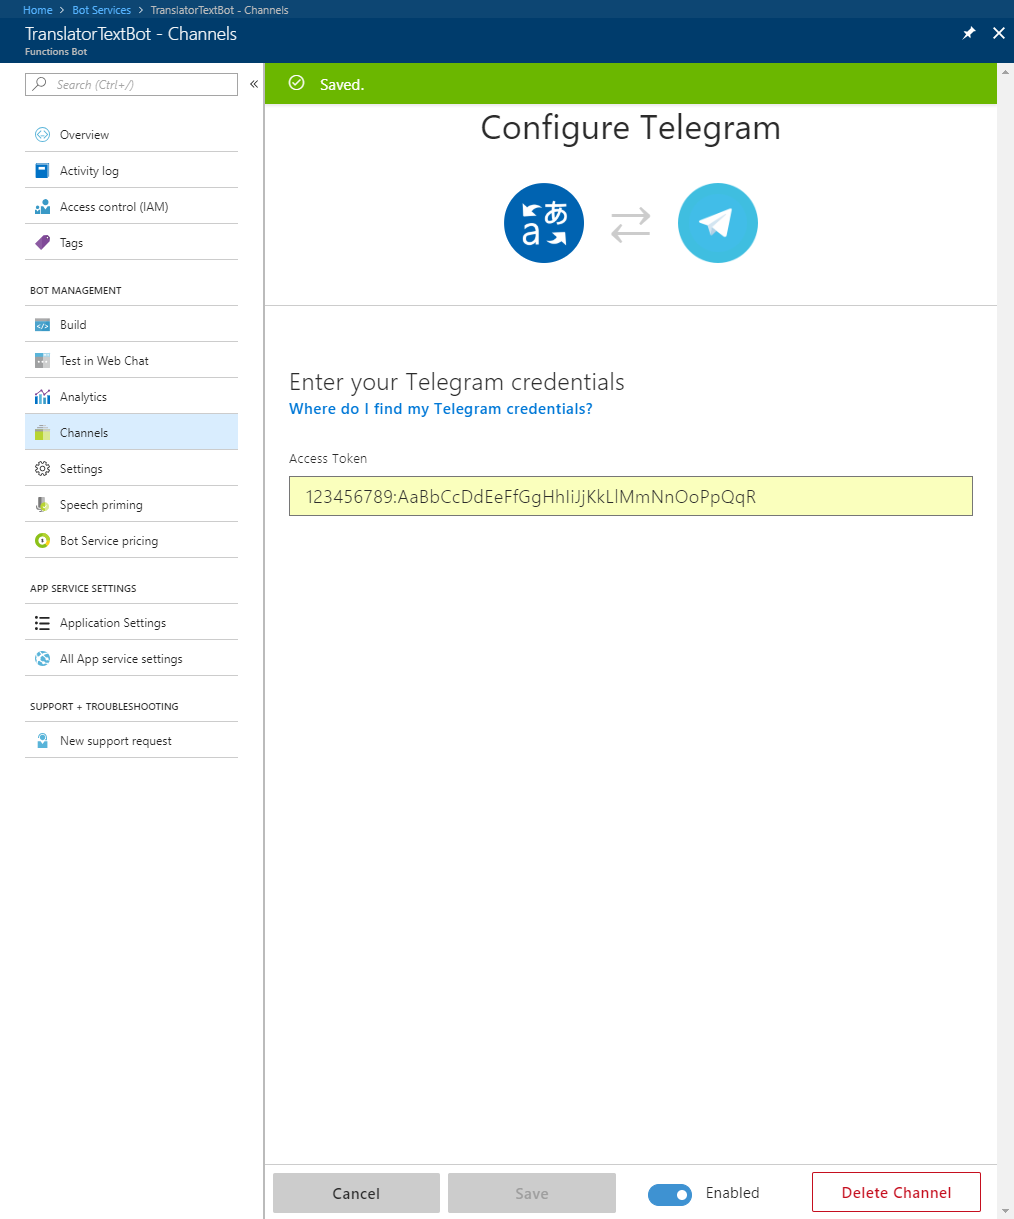 Home > Bot Services > TranslatorTextBot - Channels
TranslatorTextBot - Channels
Functions Bot
Search (Ctrl+/)
«
Overview
Activity log
Access control (IAM)
Tags
BOT MANAGEMENT
Build
Test in Web Chat
Analytics
Channels
Settings
Speech priming
Bot Service pricing
APP SERVICE SETTINGS
Application Settings
All App service settings
SUPPORT + TROUBLESHOOTING
New support request
Saved.
Configure Telegram
あ
a
Enter your Telegram credentials
Where do I find my Telegram credentials?
Access Token
123456789:AaBbCcDdEeFfGgHhIiJjKkLlMmNnOoPpQqR
Cancel
Save
Enabled
Delete Channel